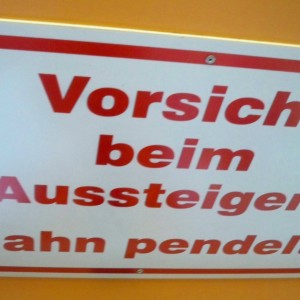 Vorsich
beim
Aussteigen
ahn pendel